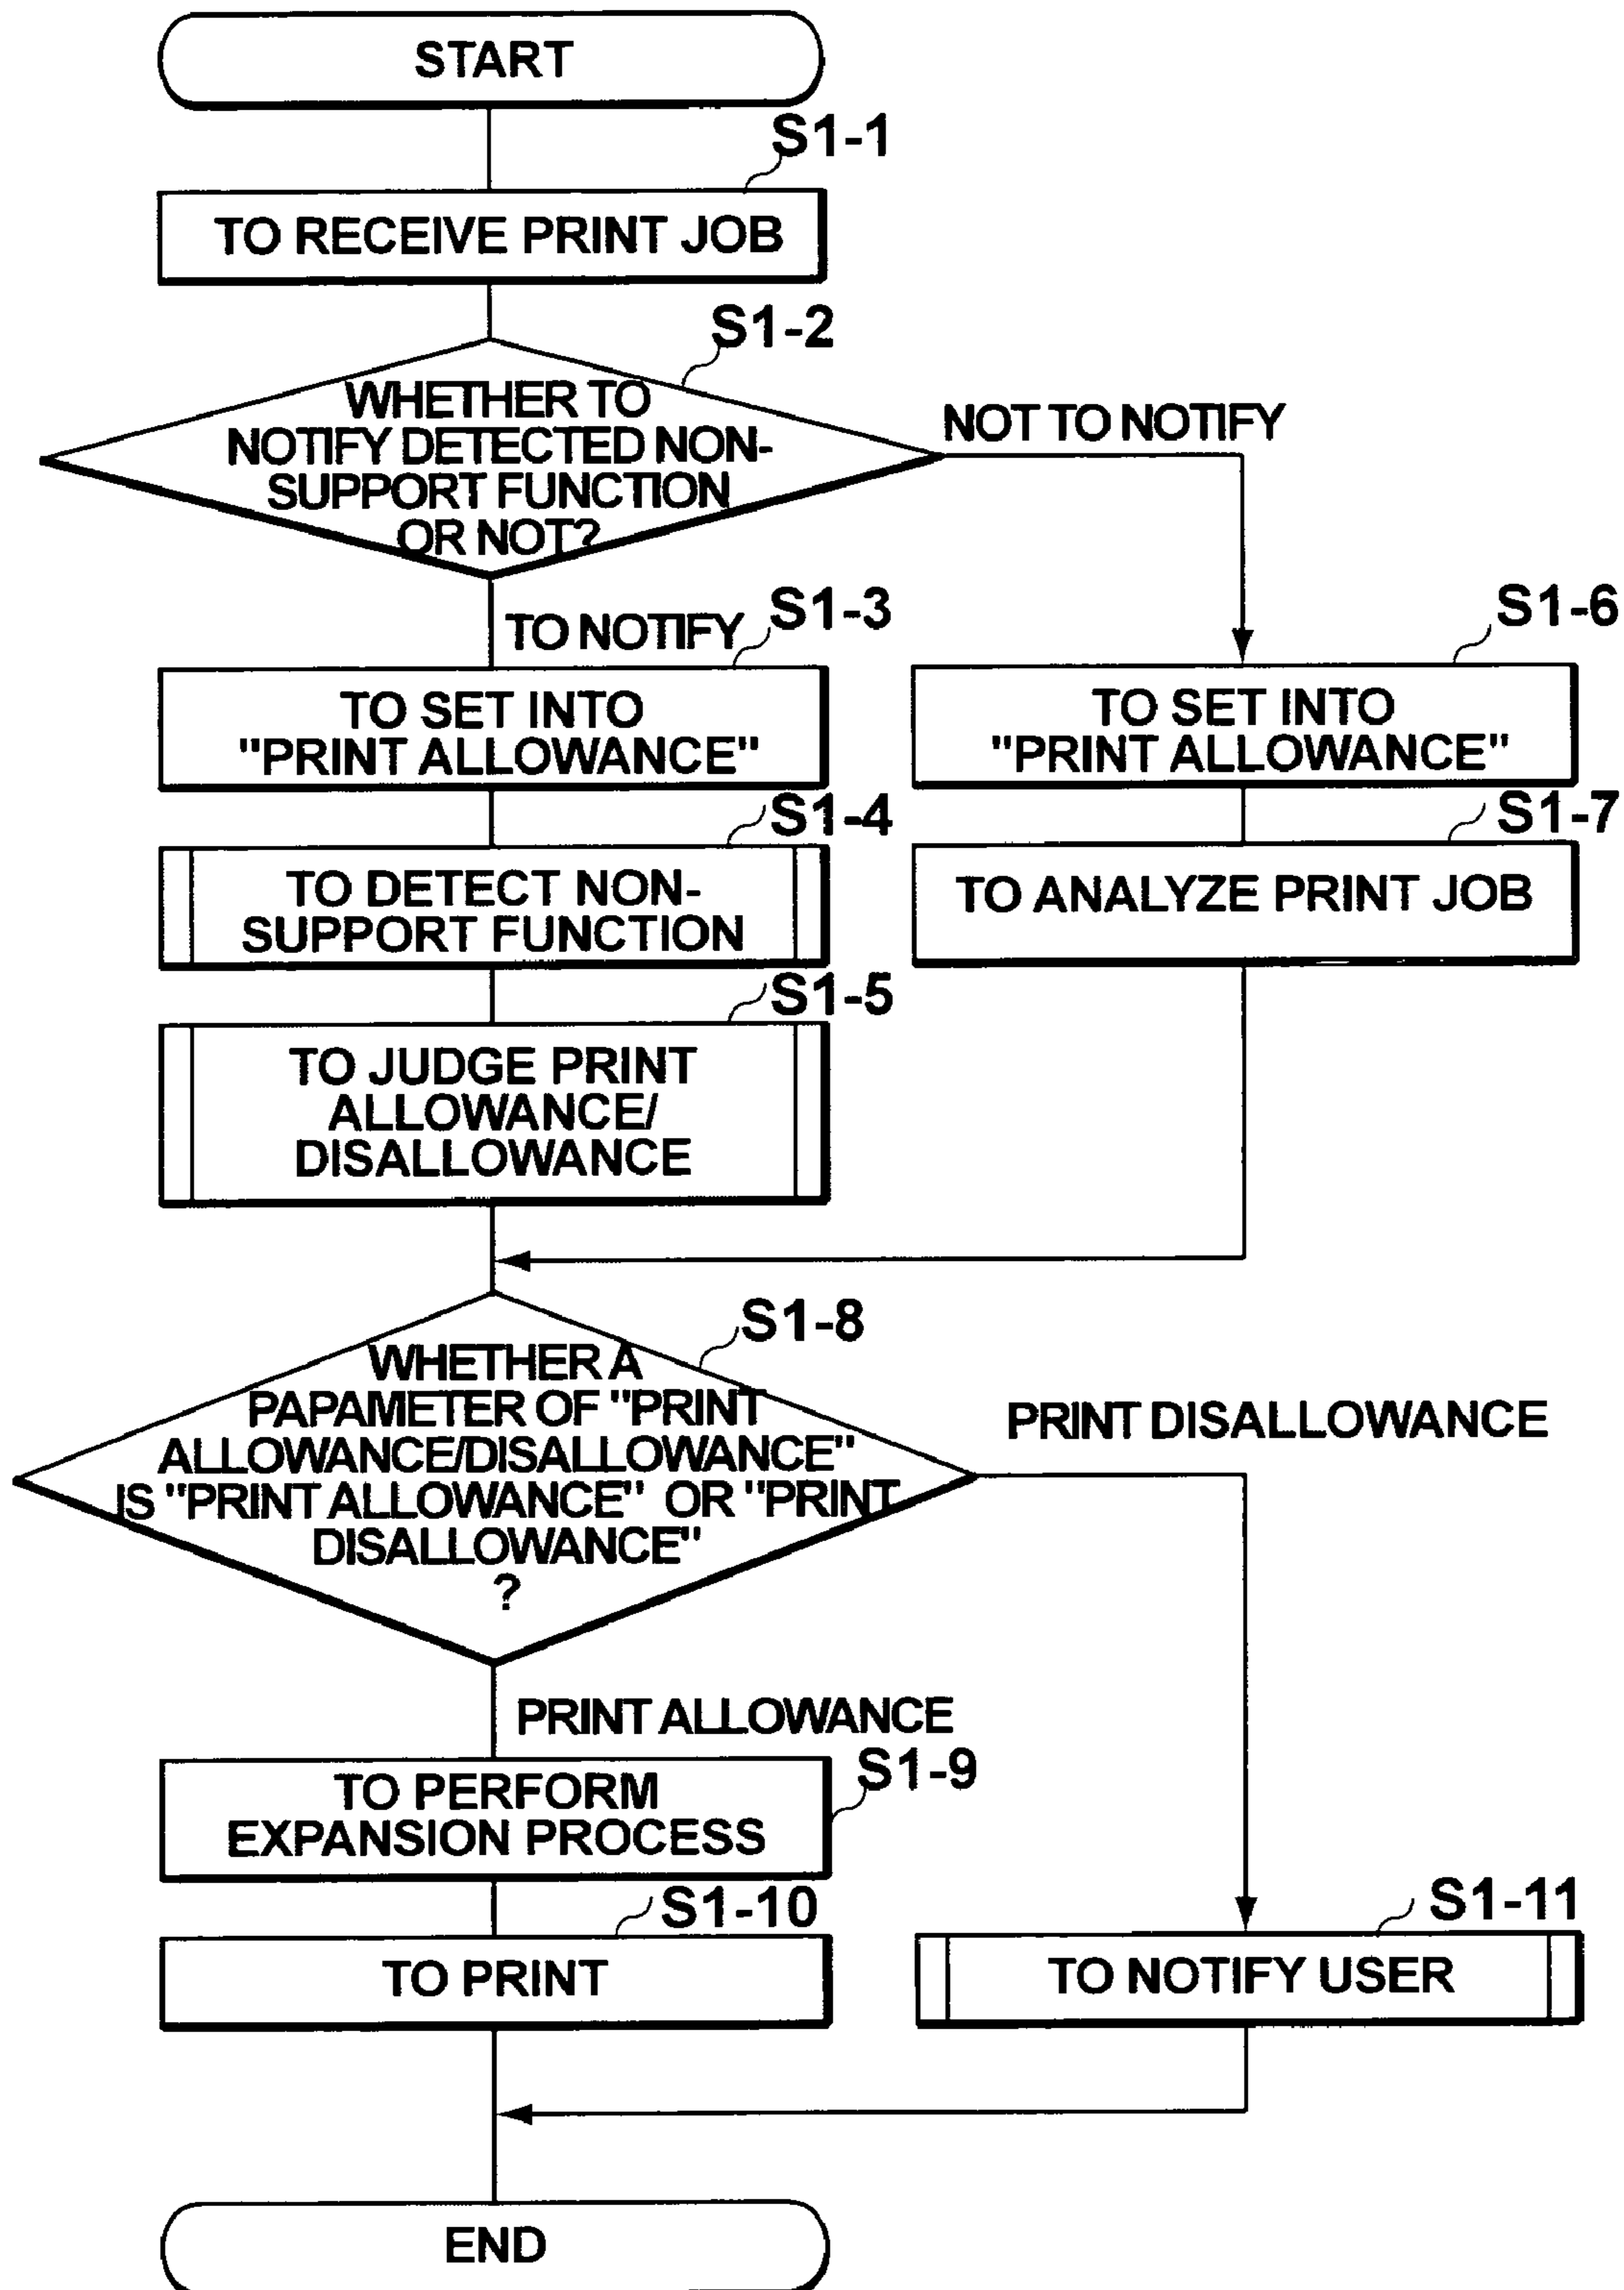 START
S1-1
TO RECEIVE PRINT JOB
S1-2
WHETHER TO
NOTIFY DETECTED NON-
SUPPORT FUNCTION
OR NOT?
NOT TO NOTIFY
TO NOTIFY
S1-3
TO SET INTO
"PRINT ALLOWANCE"
S1-6
TO SET INTO
"PRINT ALLOWANCE"
S1-4
TO DETECT NON-
SUPPORT FUNCTION
S1-7
TO ANALYZE PRINT JOB
S1-5
TO JUDGE PRINT
ALLOWANCE/
DISALLOWANCE
S1-8
WHETHER A
PAPAMETER OF "PRINT
ALLOWANCE/DISALLOWANCE"
IS "PRINT ALLOWANCE" OR "PRINT
DISALLOWANCE"
?
PRINT DISALLOWANCE
PRINT ALLOWANCE
S1-9
TO PERFORM
EXPANSION PROCESS
S1-10
TO PRINT
S1-11
TO NOTIFY USER
END